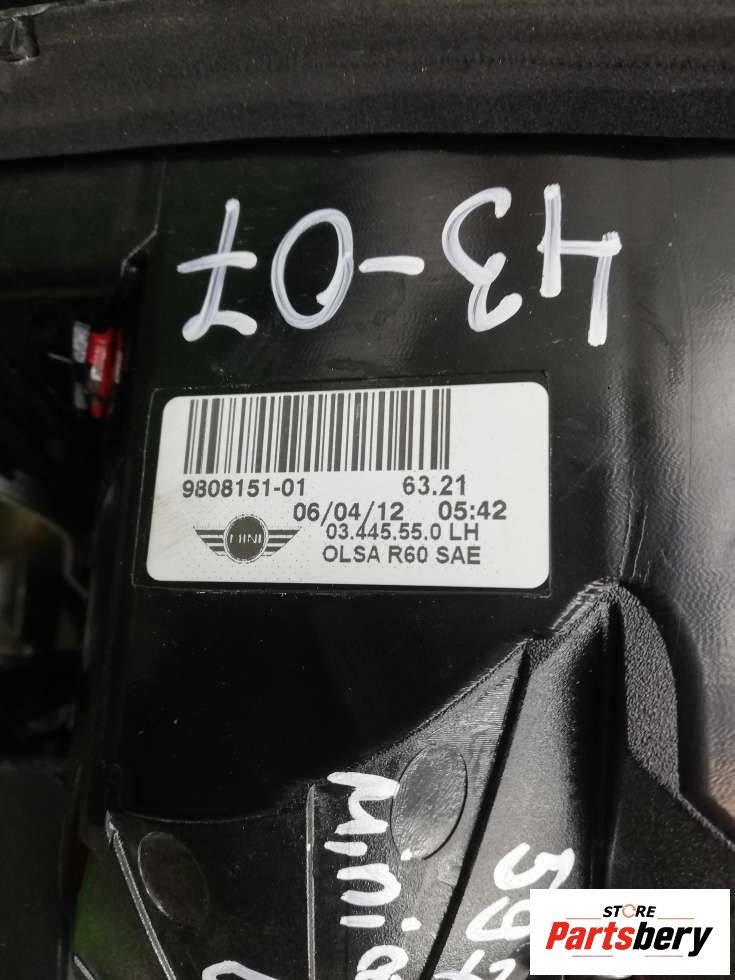 43-07
9808151-01 63.21
06/04/12 05:42
MINI
03.445.55.0 LH
OLSA R60 SAE
Mini
STORE
Partsbery